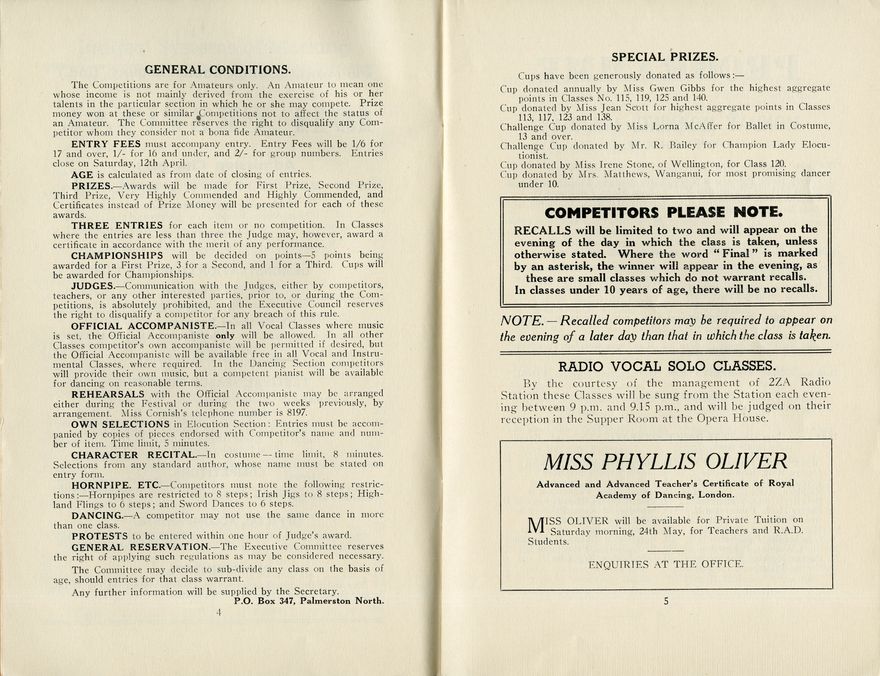 GENERAL CONDITIONS.
The Competitions are for Amateurs only. An Amateur to mean one
whose income is not mainly derived from the exercise of his or her
talents in the particular section in which he or she may compete. Prize
money won at these or similar Competitions not to affect the status of
an Amateur. The Committee reserves the right to disqualify any Com-
petitor whom they consider not a bona fide Amateur.
ENTRY FEES must accompany entry. Entry Fees will be 1/6 for
17 and over, 1/- for 16 and under, and 2/- for group numbers. Entries
close on Saturday, 12th April.
AGE is calculated as from date of closing of entries.
PRIZES.—Awards will be made for First Prize, Second Prize,
Third Prize, Very Highly Commended and Highly Commended, and
Certificates instead of Prize Money will be presented for each of these
awards.
THREE ENTRIES for each item or no competition. In Classes
where the entries are less than three the Judge may, however, award a
certificate in accordance with the merit of any performance.
CHAMPIONSHIPS will be decided on points—5 points being
awarded for a First Prize, 3 for a Second, and 1 for a Third. Cups will
be awarded for Championships.
JUDGES.—Communication with the Judges, either by competitors,
teachers, or any other interested parties, prior to, or during the Com-
petitions, is absolutely prohibited, and the Executive Council reserves
the right to disqualify a competitor for any breach of this rule.
OFFICIAL ACCOMPANISTE.—In all Vocal Classes where music
is set, the Official Accompaniste only will be allowed. In all other
Classes competitor's own accompaniste will be permitted if desired, but
the Official Accompaniste will be available free in all Vocal and Instru-
mental Classes, where required. In the Dancing Section competitors
will provide their own music, but a competent pianist will be available
for dancing on reasonable terms.
REHEARSALS with the Official Accompaniste may be arranged
either during the Festival or during the two weeks previously, by
arrangement. Miss Cornish's telephone number is 8197.
OWN SELECTIONS in Elocution Section: Entries must be accom-
panied by copies of pieces endorsed with Competitor's name and num-
ber of item. Time limit, 5 minutes.
CHARACTER RECITAL.—In costume—time limit, 8 minutes.
Selections from any standard author, whose name must be stated on
entry form.
HORNPIPE. ETC.—Competitors must note the following restric-
tions:—Hornpipes are restricted to 8 steps; Irish Jigs to 8 steps; High-
land Flings to 6 steps; and Sword Dances to 6 steps.
DANCING.—A competitor may not use the same dance in more
than one class.
PROTESTS to be entered within one hour of Judge's award.
GENERAL RESERVATION.—The Executive Committee reserves
the right of applying such regulations as may be considered necessary.
The Committee may decide to sub-divide any class on the basis of
age, should entries for that class warrant.
Any further information will be supplied by the Secretary.
P.O. Box 347, Palmerston North.
4
SPECIAL PRIZES.
Cups have been generously donated as follows:—
Cup donated annually by Miss Gwen Gibbs for the highest aggregate
points in Classes No. 115, 119, 125 and 140.
Cup donated by Miss Jean Scott for highest aggregate points in Classes
113, 117, 123 and 138.
Challenge Cup donated by Miss Lorna McAffer for Ballet in Costume,
13 and over.
Challenge Cup donated by Mr. R. Bailey for Champion Lady Elocu-
tionist.
Cup donated by Miss Irene Stone, of Wellington, for Class 120.
Cup donated by Mrs. Matthews, Wanganui, for most promising dancer
under 10.
COMPETITORS PLEASE NOTE.
RECALLS will be limited to two and will appear on the
evening of the day in which the class is taken, unless
otherwise stated. Where the word "Final" is marked
by an asterisk, the winner will appear in the evening, as
these are small classes which do not warrant recalls.
In classes under 10 years of age, there will be no recalls.
NOTE.—Recalled competitors may be required to appear on
the evening of a later day than that in which the class is taken.
RADIO VOCAL SOLO CLASSES.
By the courtesy of the management of 2ZA Radio
Station these Classes will be sung from the Station each even-
ing between 9 p.m. and 9.15 p.m., and will be judged on their
reception in the Supper Room at the Opera House.
MISS PHYLLIS OLIVER
Advanced and Advanced Teacher's Certificate of Royal
Academy of Dancing, London.
MISS OLIVER will be available for Private Tuition on
Saturday morning, 24th May, for Teachers and R.A.D.
Students.
ENQUIRIES AT THE OFFICE.
5